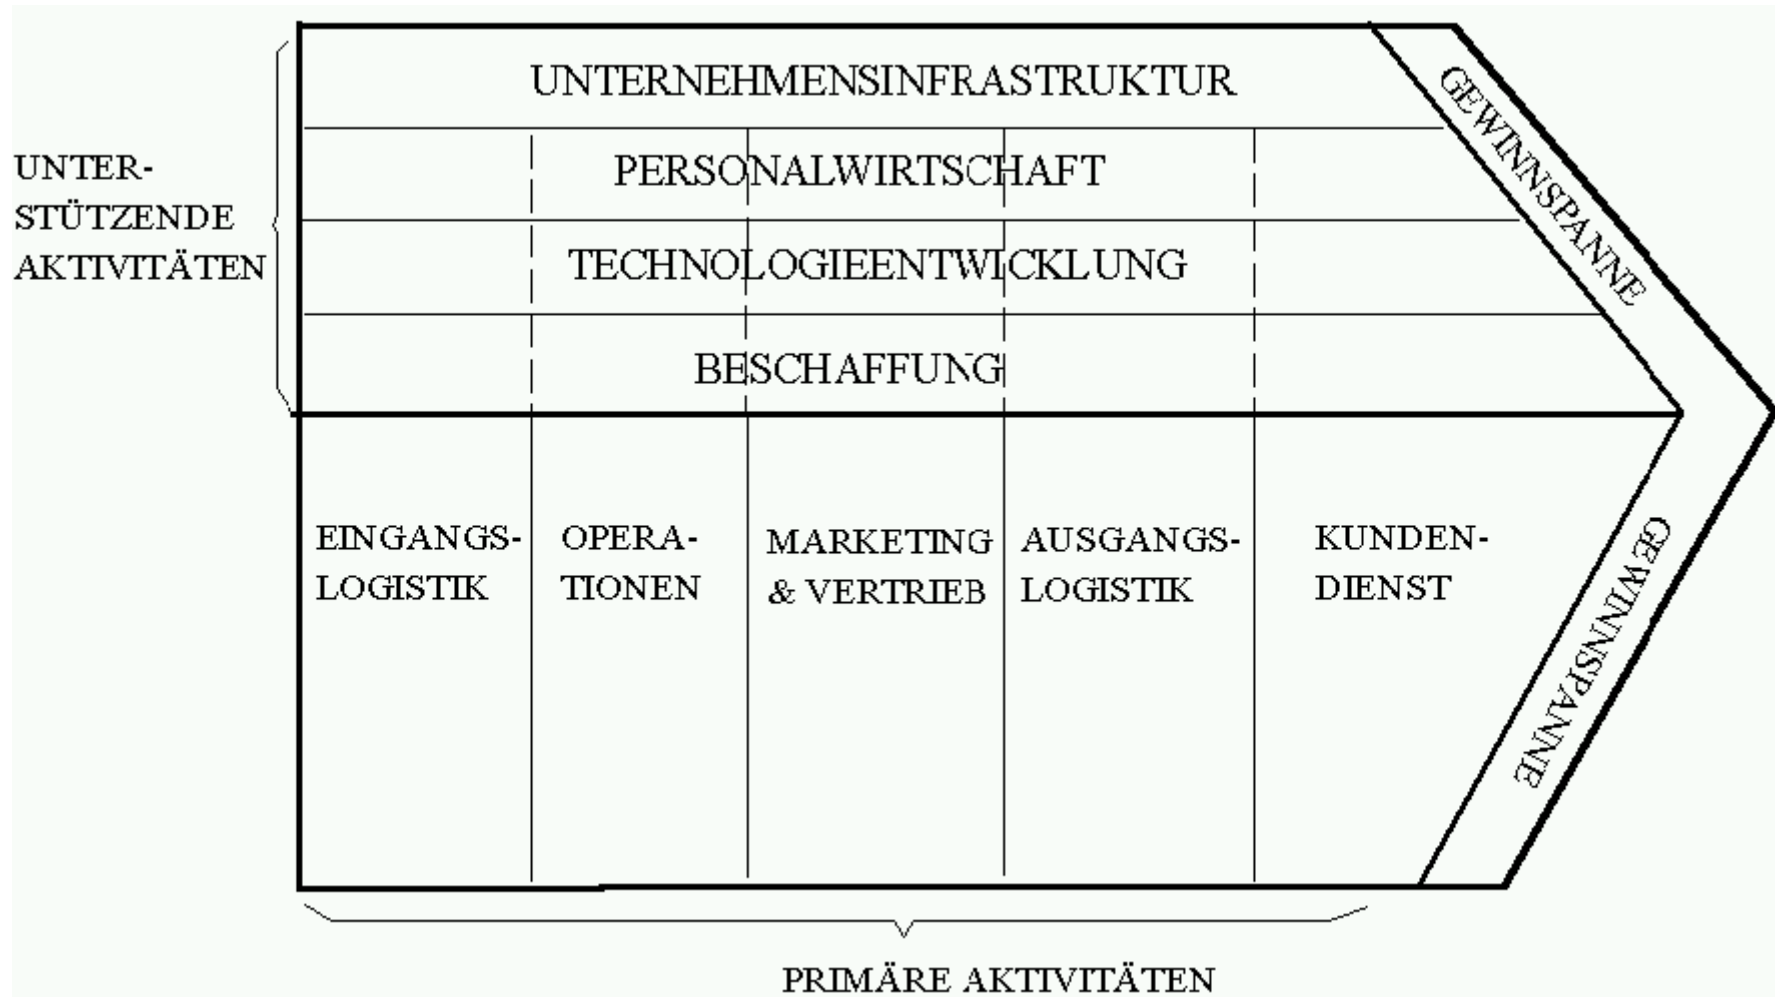 UNTERNEHMENSINFRASTRUKTUR
PERSONALWIRTSCHAFT
TECHNOLOGIEENTWICKLUNG
BESCHAFFUNG
UNTER-
STÜTZENDE
AKTIVITÄTEN
GEWINNSPANNE
EINGANGS-
LOGISTIK
OPERA-
TIONEN
MARKETING
& VERTRIEB
AUSGANGS-
LOGISTIK
KUNDEN-
DIENST
GEWINNSPANNE
PRIMÄRE AKTIVITÄTEN